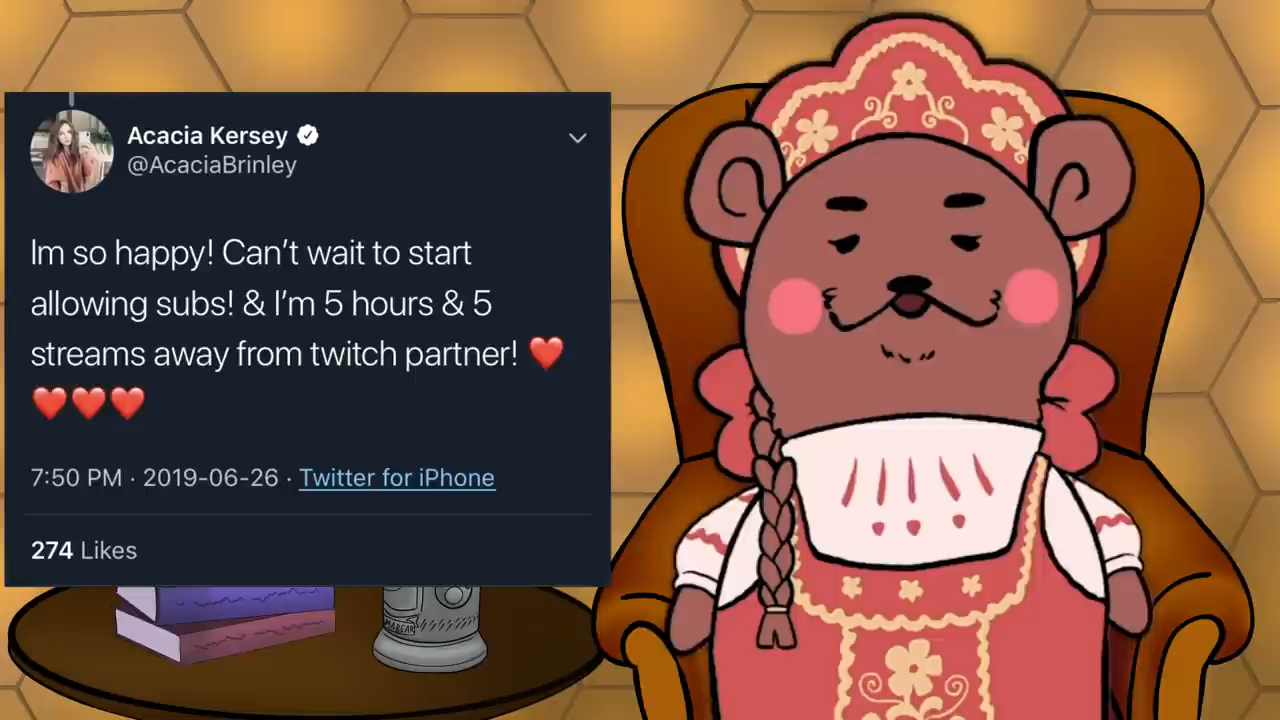 Acacia Kersey
@AcaciaBrinley
Im so happy! Can’t wait to start
allowing subs! & I’m 5 hours & 5
streams away from twitch partner! ❤️
❤️❤️❤️
7:50 PM · 2019-06-26 · Twitter for iPhone
274 Likes